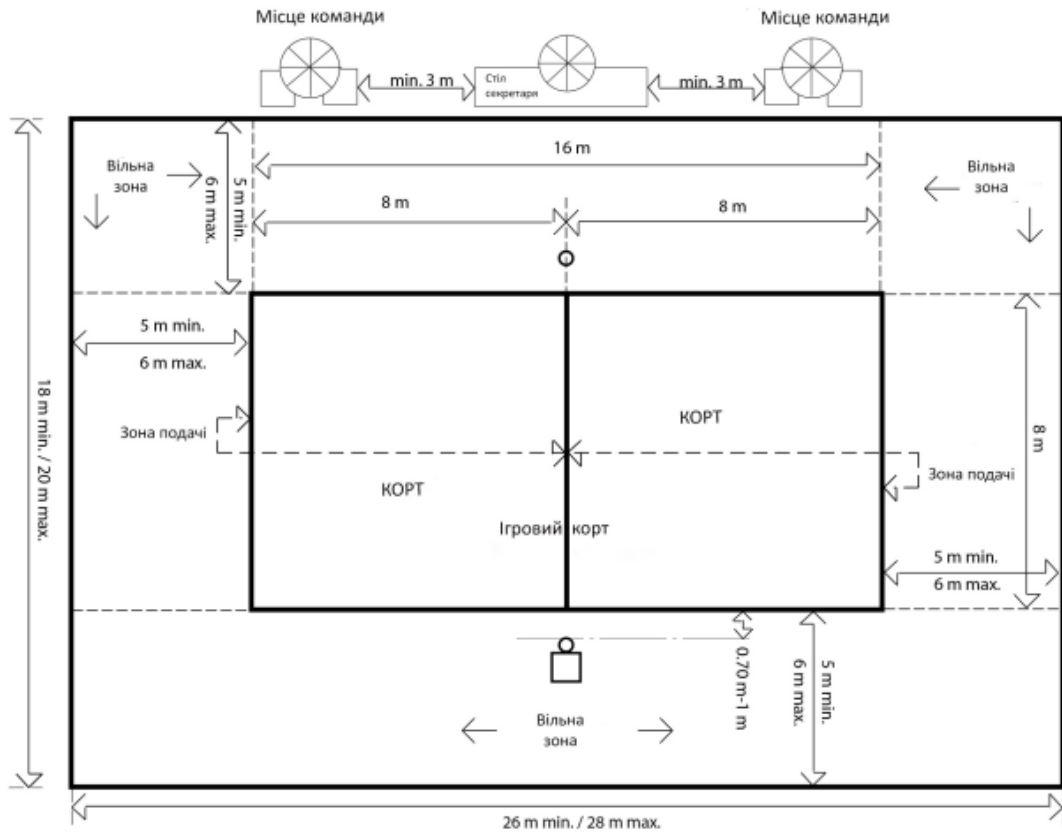 Місце команди
Місце команди
min. 3 m
Стіл
секретаря
min. 3 m
16 m
Вільна
зона
5 m min.
6 m max.
8 m
8 m
Вільна
зона
5 m min.
6 m max.
18 m min. / 20 m max.
Зона подачі
КОРТ
КОРТ
8 m
Зона подачі
Ігровий корт
5 m min.
6 m max.
0.70 m-1 m
5 m min.
6 m max.
Вільна
зона
26 m min. / 28 m max.